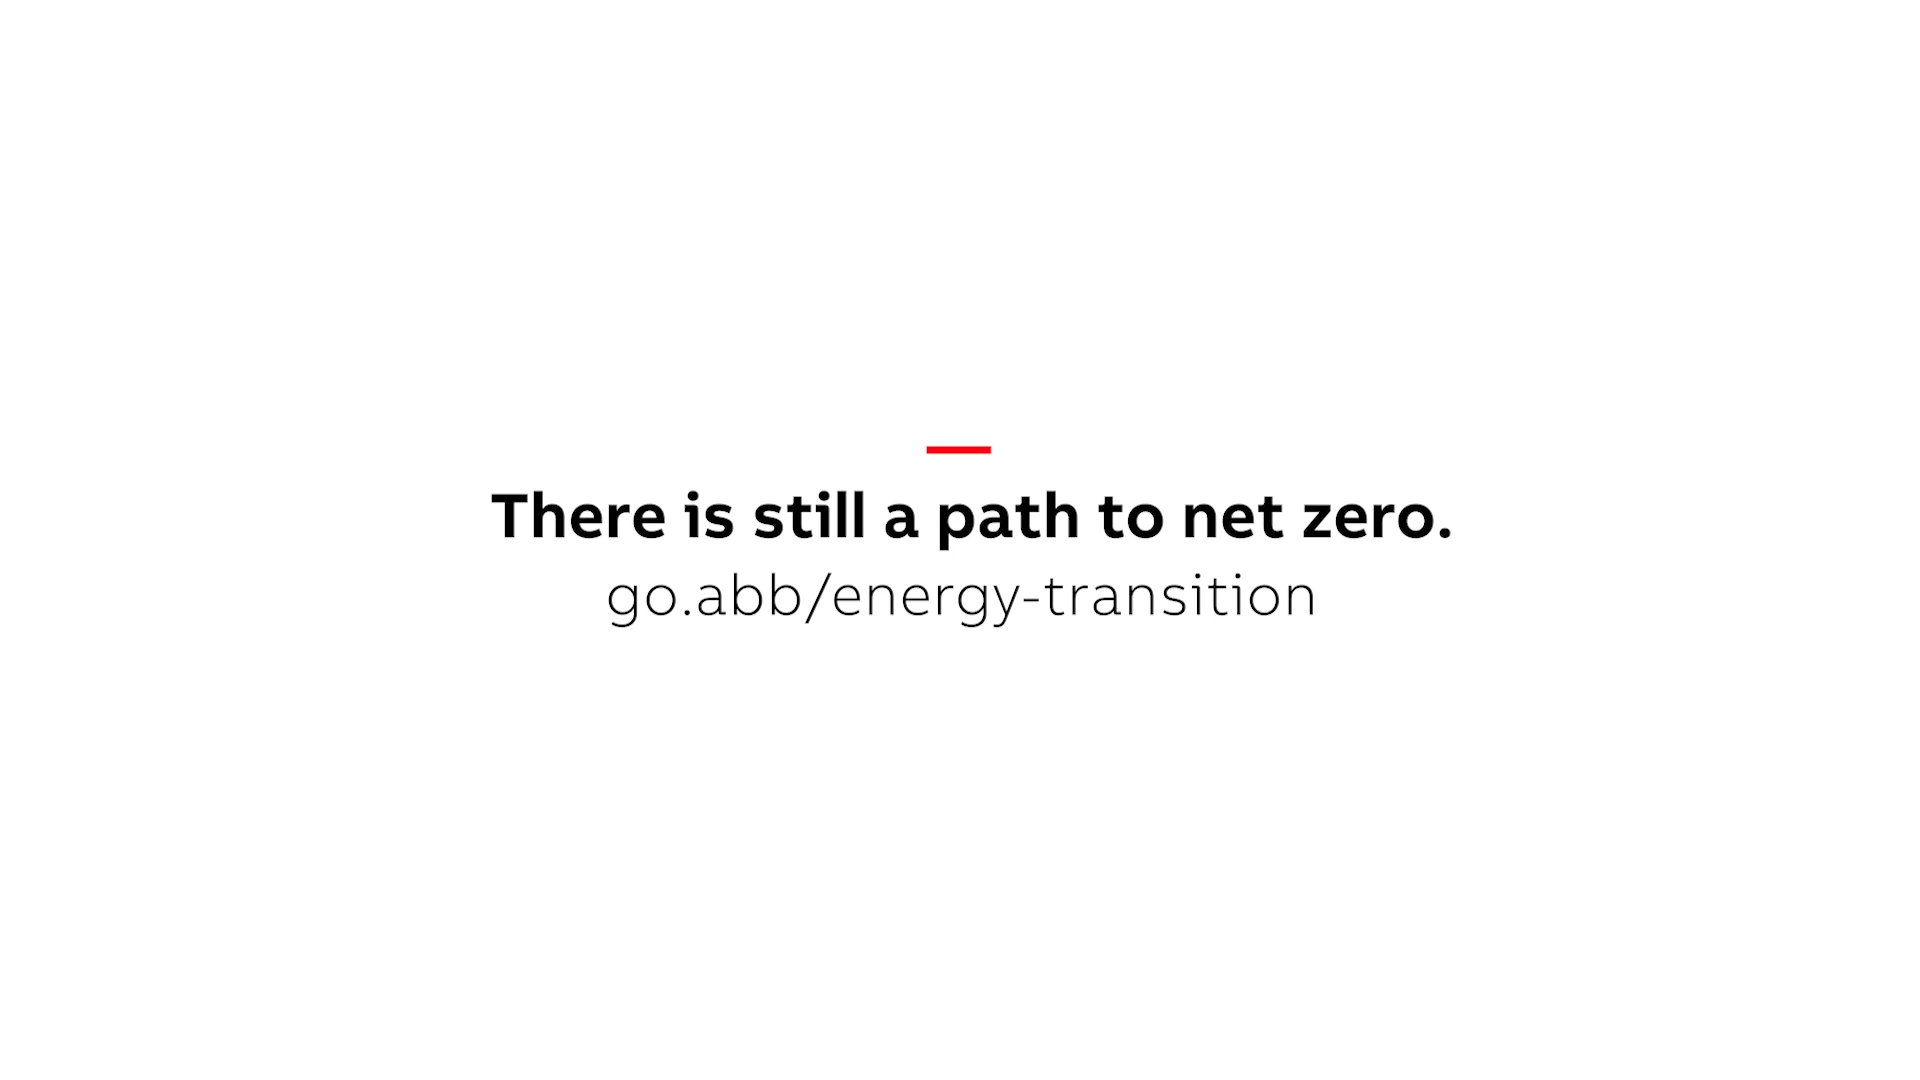 There is still a path to net zero.
go.abb/energy-transition